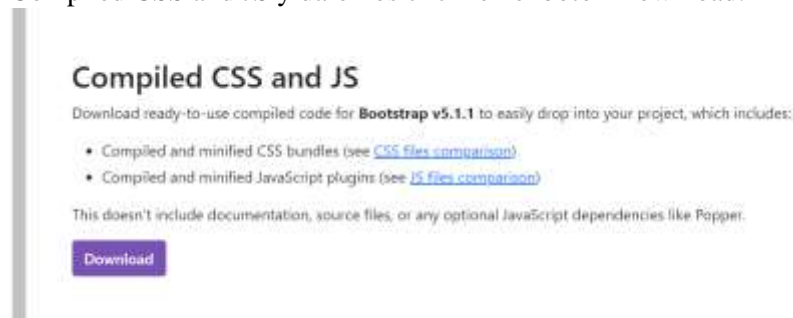 Compiled CSS and JS
Download ready-to-use compiled code for Bootstrap v5.1.1 to easily drop into your project, which includes:
• Compiled and minified CSS bundles (see CSS files comparison)
• Compiled and minified JavaScript plugins (see JS files comparison)
This doesn't include documentation, source files, or any optional JavaScript dependencies like Popper.
Download